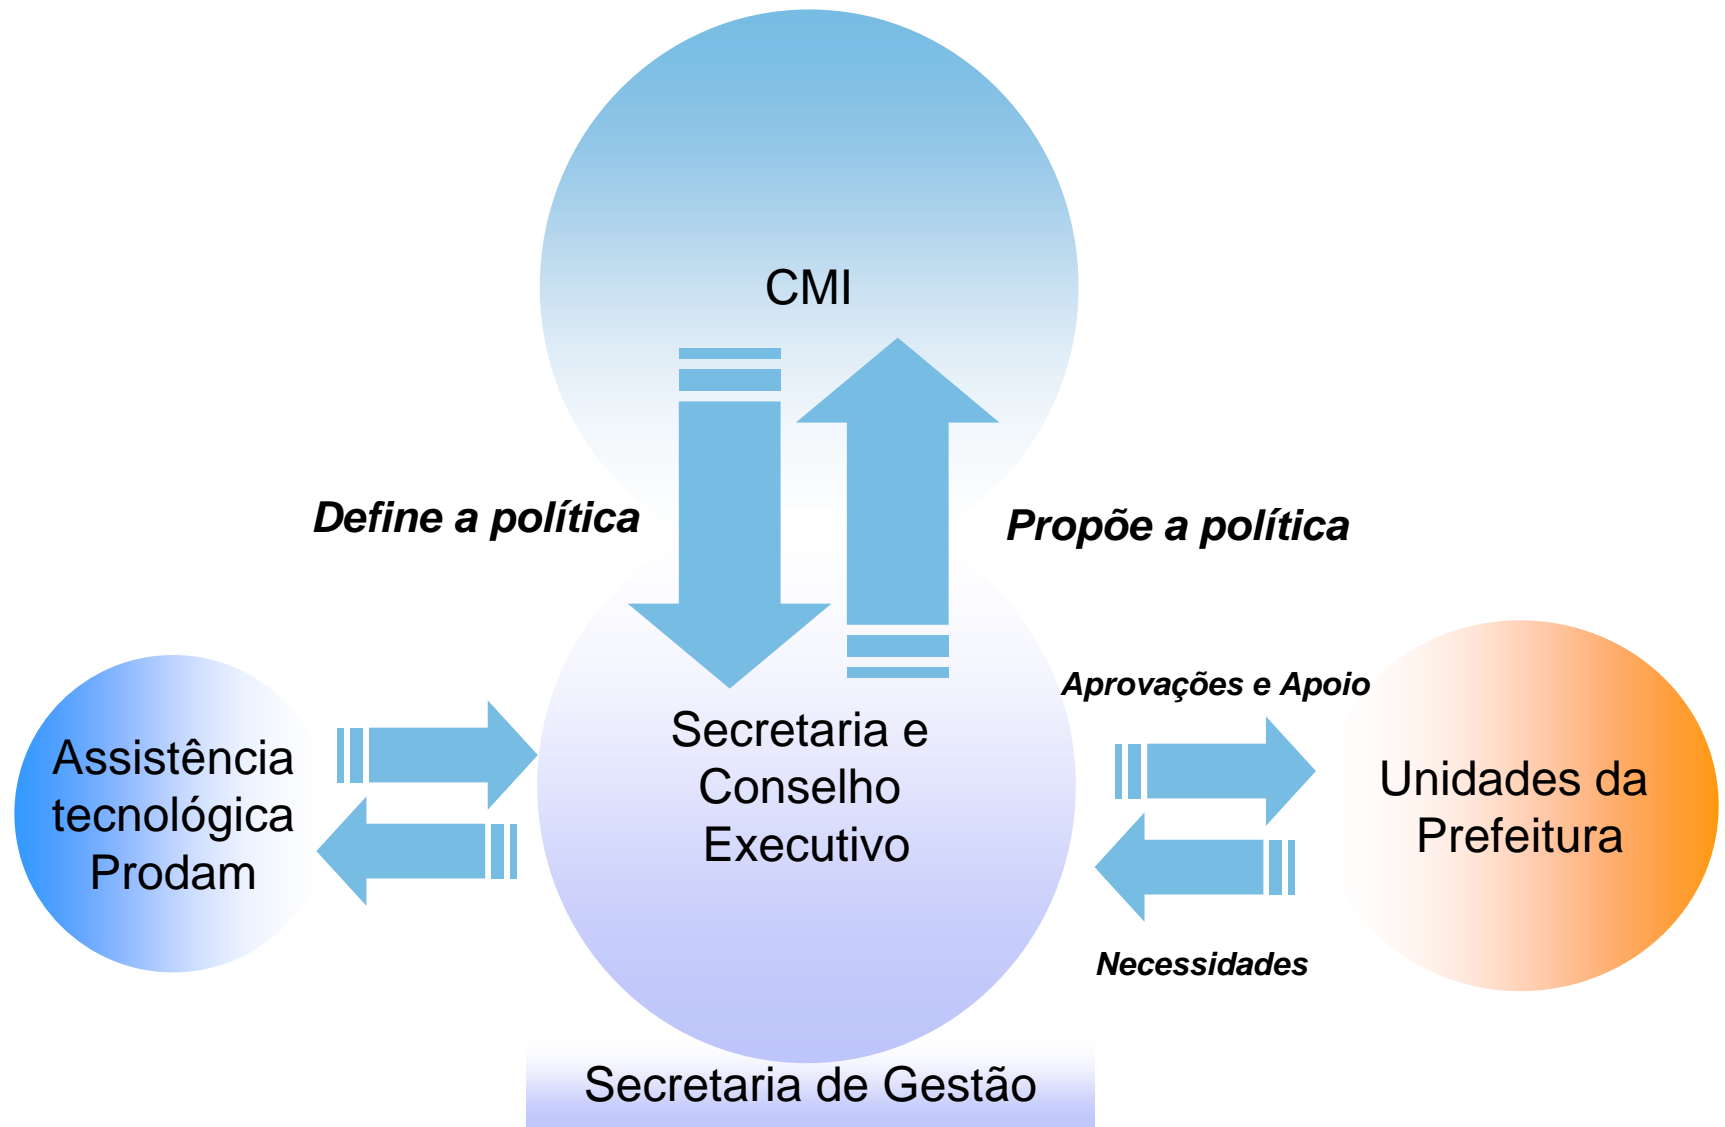 CMI
Define a política
Propõe a política
Aprovações e Apoio
Secretaria e
Conselho
Executivo
Assistência
tecnológica
Prodam
Unidades da
Prefeitura
Necessidades
Secretaria de Gestão